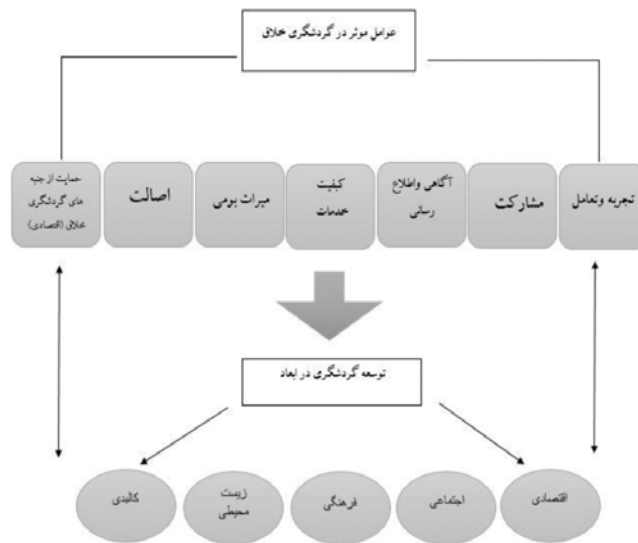 عوامل موثر در گردشگری خلاق
تجربه وتعامل
مشارکت
آگاهی واطلاع
رسانی
کیفیت
خدمات
میراث بومی
اصالت
حمایت از جنبه
های گردشگری
خلاق (اقتصادی)
توسعه گردشگری در ابعاد
اقتصادی
اجتماعی
فرهنگی
زیست
محیطی
کالبدی